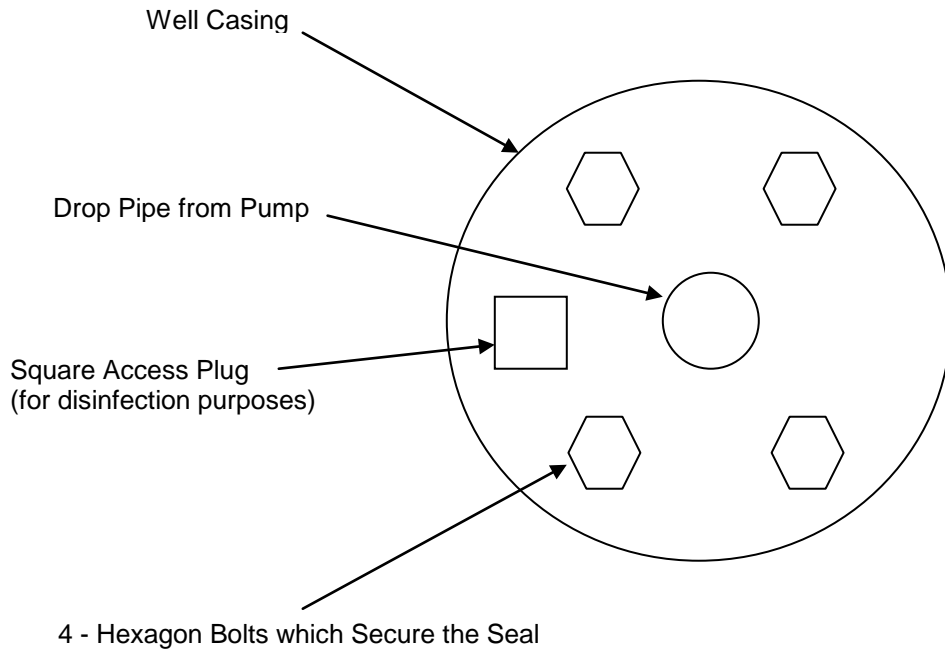 Well Casing
Drop Pipe from Pump
Square Access Plug
(for disinfection purposes)
4 - Hexagon Bolts which Secure the Seal